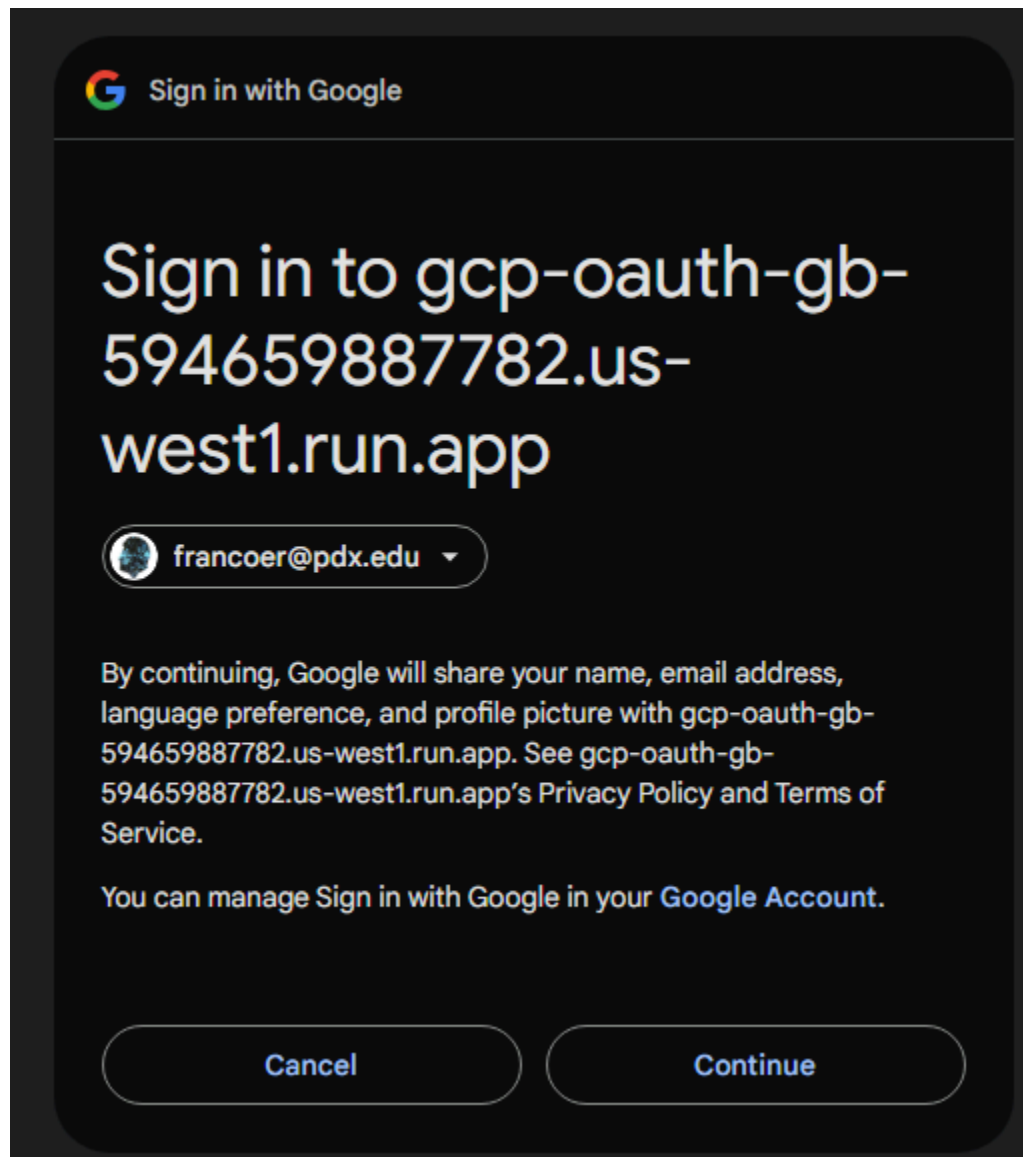 Sign in with Google
Sign in to gcp-oauth-gb-
594659887782.us-
west1.run.app
francoer@pdx.edu
By continuing, Google will share your name, email address,
language preference, and profile picture with gcp-oauth-gb-
594659887782.us-west1.run.app. See gcp-oauth-gb-
594659887782.us-west1.run.app’s Privacy Policy and Terms of
Service.
You can manage Sign in with Google in your Google Account.
Cancel
Continue